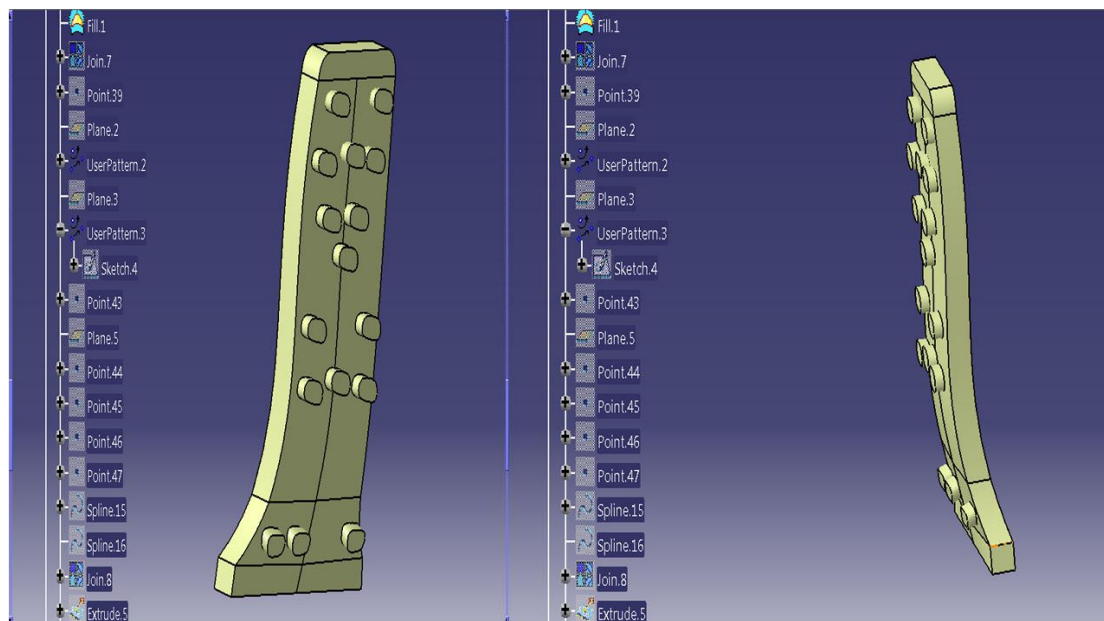 Fill.1
Join.7
Point.39
Plane.2
UserPattern.2
Plane.3
UserPattern.3
Sketch.4
Point.43
Plane.5
Point.44
Point.45
Point.46
Point.47
Spline.15
Spline.16
Join.8
Extrude.5
Fill.1
Join.7
Point.39
Plane.2
UserPattern.2
Plane.3
UserPattern.3
Sketch.4
Point.43
Plane.5
Point.44
Point.45
Point.46
Point.47
Spline.15
Spline.16
Join.8
Extrude.5